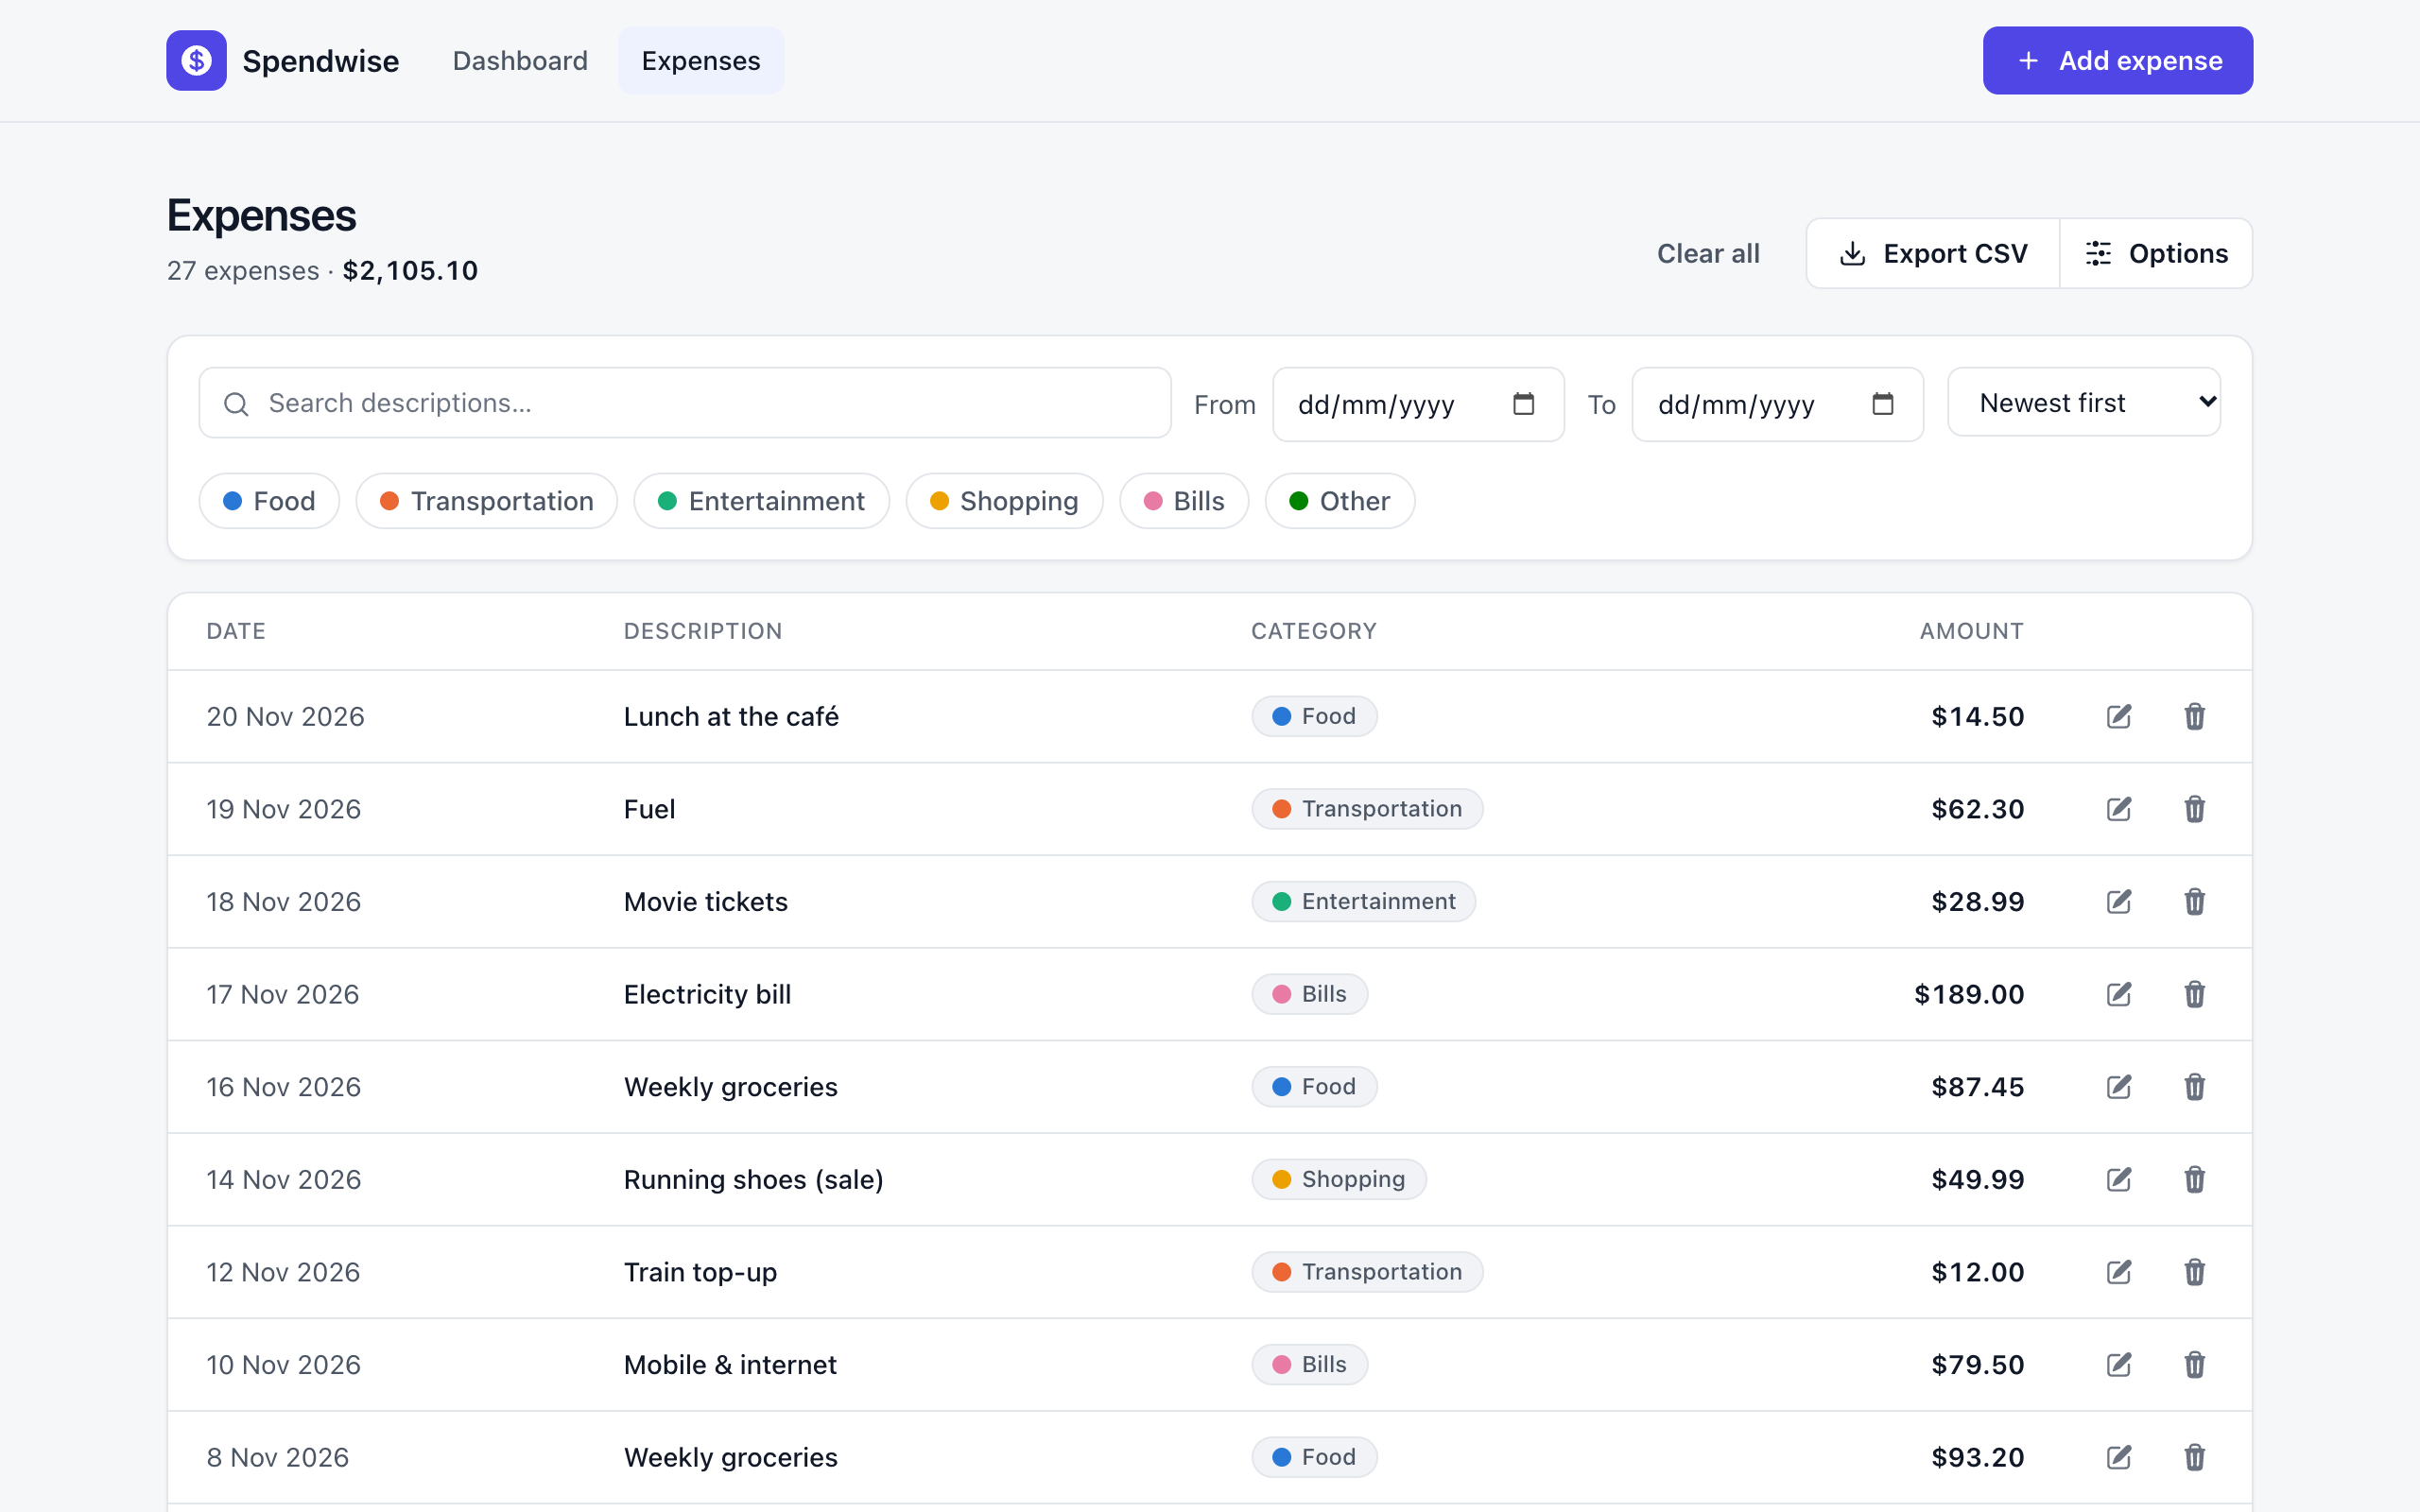 Spendwise Dashboard Expenses + Add expense
Expenses
27 expenses · $2,105.10
Clear all Export CSV Options
Search descriptions... From dd/mm/yyyy To dd/mm/yyyy Newest first
Food Transportation Entertainment Shopping Bills Other
DATE DESCRIPTION CATEGORY AMOUNT
20 Nov 2026 Lunch at the café Food $14.50
19 Nov 2026 Fuel Transportation $62.30
18 Nov 2026 Movie tickets Entertainment $28.99
17 Nov 2026 Electricity bill Bills $189.00
16 Nov 2026 Weekly groceries Food $87.45
14 Nov 2026 Running shoes (sale) Shopping $49.99
12 Nov 2026 Train top-up Transportation $12.00
10 Nov 2026 Mobile & internet Bills $79.50
8 Nov 2026 Weekly groceries Food $93.20